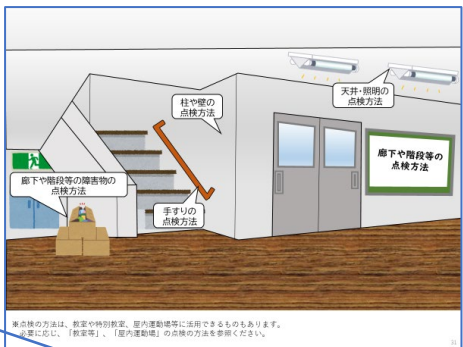 天井・照明の
点検方法
柱や壁の
点検方法
廊下や階段等の
点検方法
廊下や階段等の障害物の
点検方法
手すりの
点検方法
※点検の方法は、教室や特別教室、屋内運動場等に活用できるものもあります。
必要に応じ、「教室等」、「屋内運動場」の点検の方法を参照ください。
31